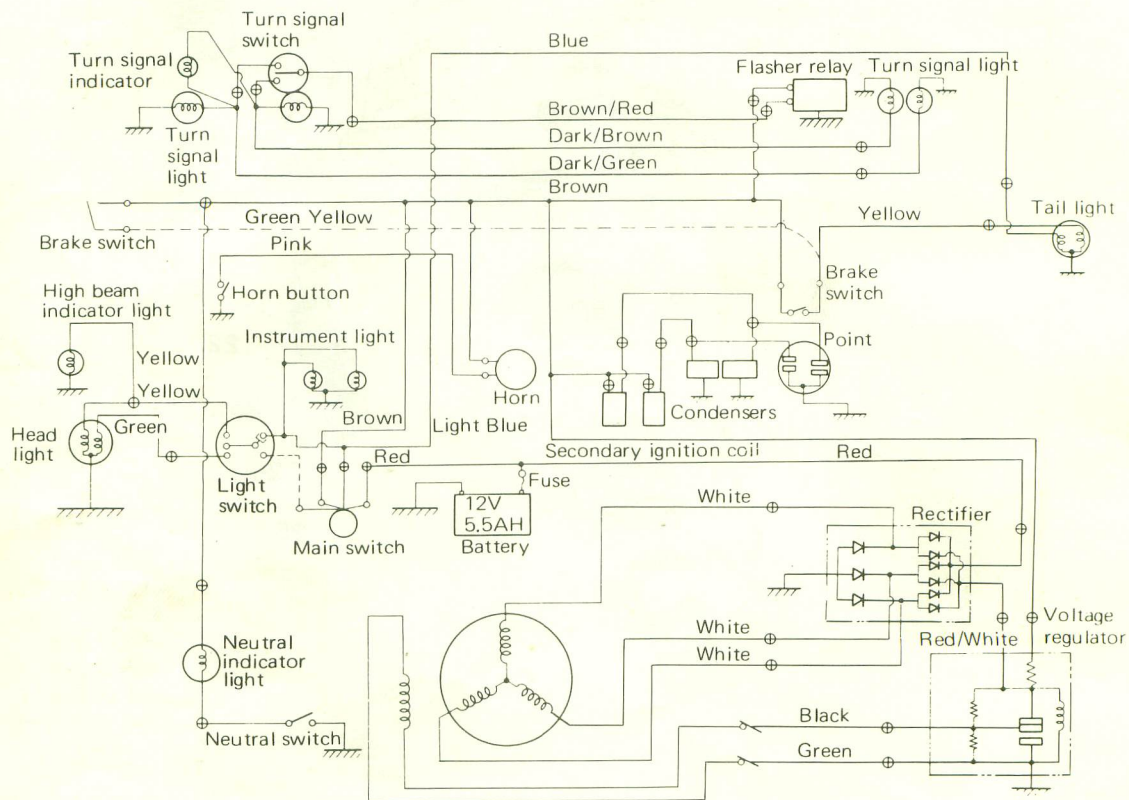 Turn signal
switch
Turn signal
indicator
Turn
signal
light
Blue
Flasher relay
Turn signal light
Brown/Red
Dark/Brown
Dark/Green
Brown
Green Yellow
Brake switch
Pink
Yellow
Tail light
Horn button
Brake
switch
High beam
indicator light
Instrument light
Point
Yellow
Yellow
Green
Head
light
Horn
Condensers
Brown
Light Blue
Red
Secondary ignition coil
Red
Light
switch
Fuse
12V
5.5AH
Main switch
Battery
White
Rectifier
White
White
Red/White
Voltage
regulator
Neutral
indicator
light
Neutral switch
Black
Green